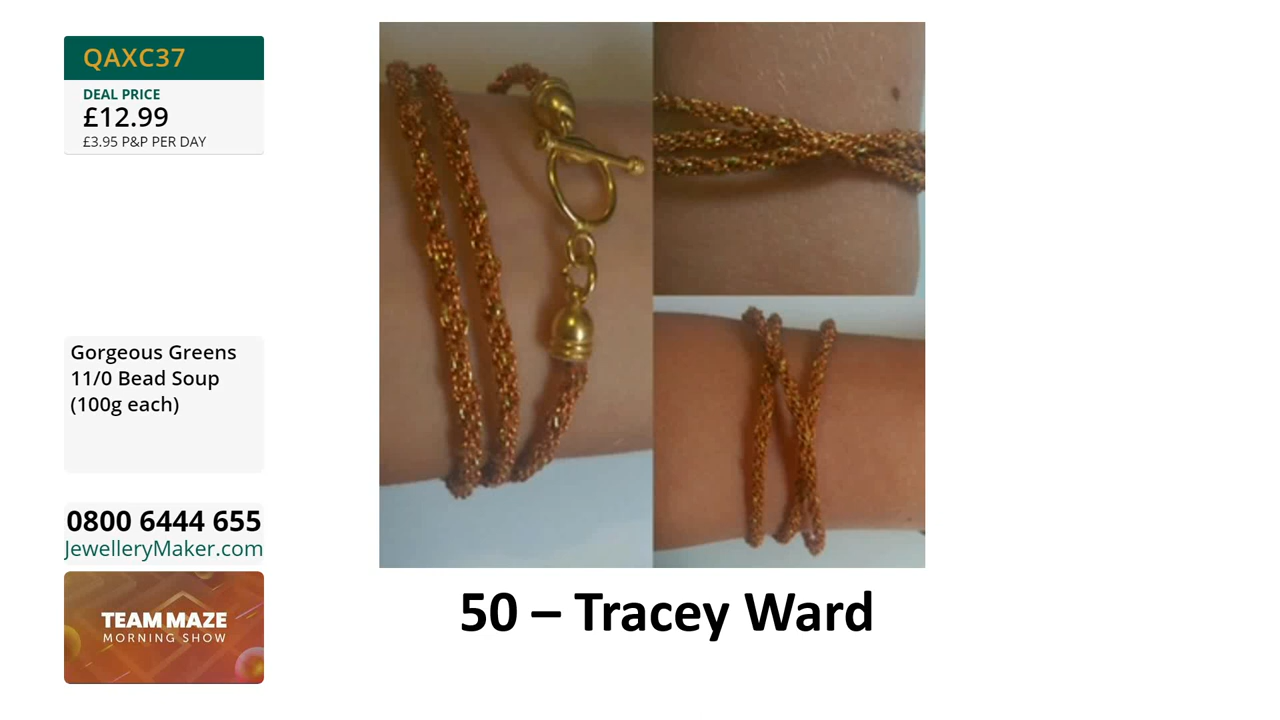 QAXC37
DEAL PRICE
£12.99
£3.95 P&P PER DAY
Gorgeous Greens
11/0 Bead Soup
(100g each)
0800 6444 655
JewelleryMaker.com
TEAM MAZE
MORNING SHOW
50 – Tracey Ward